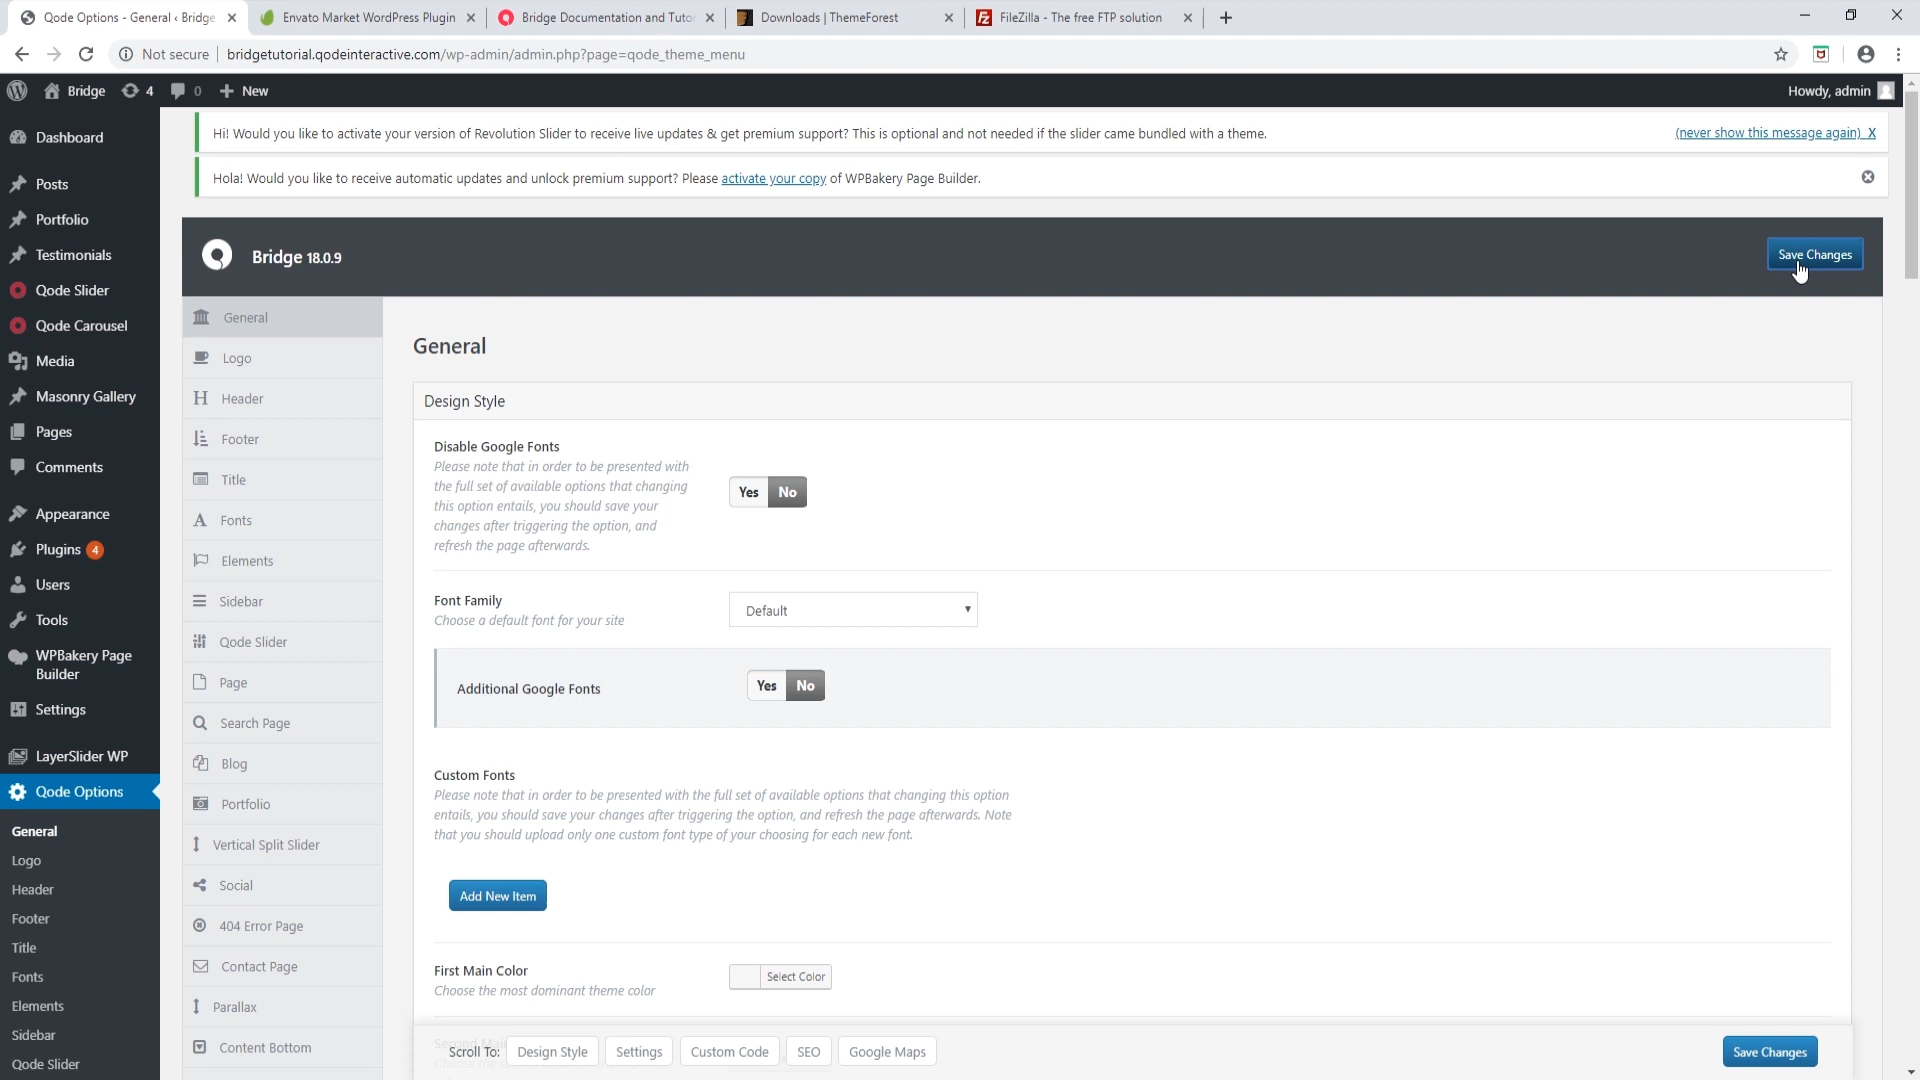 Qode Options - General ‹ Bridge
Envato Market WordPress Plugin
Bridge Documentation and Tutor
Downloads | ThemeForest
FileZilla - The free FTP solution
Not secure | bridgetutorial.qodeinteractive.com/wp-admin/admin.php?page=qode_theme_menu
Bridge 4 0 New
Howdy, admin
Hi! Would you like to activate your version of Revolution Slider to receive live updates & get premium support? This is optional and not needed if the slider came bundled with a theme.
(never show this message again) X
Hola! Would you like to receive automatic updates and unlock premium support? Please activate your copy of WPBakery Page Builder.
Dashboard
Posts
Portfolio
Testimonials
Qode Slider
Qode Carousel
Media
Masonry Gallery
Pages
Comments
Appearance
Plugins 4
Users
Tools
WPBakery Page
Builder
Settings
LayerSlider WP
Qode Options
General
Logo
Header
Footer
Title
Fonts
Elements
Sidebar
Qode Slider
Bridge 18.0.9
Save Changes
General
Logo
Header
Footer
Title
Fonts
Elements
Sidebar
Qode Slider
Page
Search Page
Blog
Portfolio
Vertical Split Slider
Social
404 Error Page
Contact Page
Parallax
Content Bottom
General
Design Style
Disable Google Fonts
Please note that in order to be presented with
the full set of available options that changing
this option entails, you should save your
changes after triggering the option, and
refresh the page afterwards.
Yes No
Font Family
Choose a default font for your site
Default
Additional Google Fonts
Yes No
Custom Fonts
Please note that in order to be presented with the full set of available options that changing this option
entails, you should save your changes after triggering the option, and refresh the page afterwards. Note
that you should upload only one custom font type of your choosing for each new font.
Add New Item
First Main Color
Choose the most dominant theme color
Select Color
Scroll To: Design Style Settings Custom Code SEO Google Maps
Save Changes